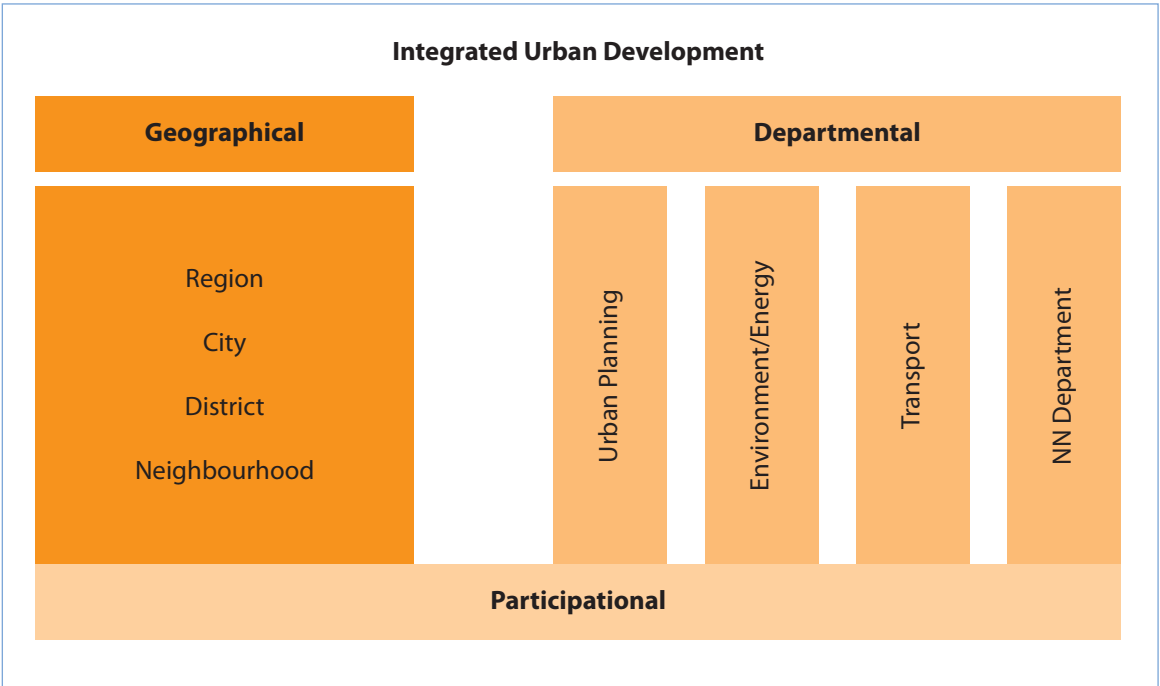 Integrated Urban Development
Geographical
Departmental
Region
City
District
Neighbourhood
Urban Planning
Environment/Energy
Transport
NN Department
Participational